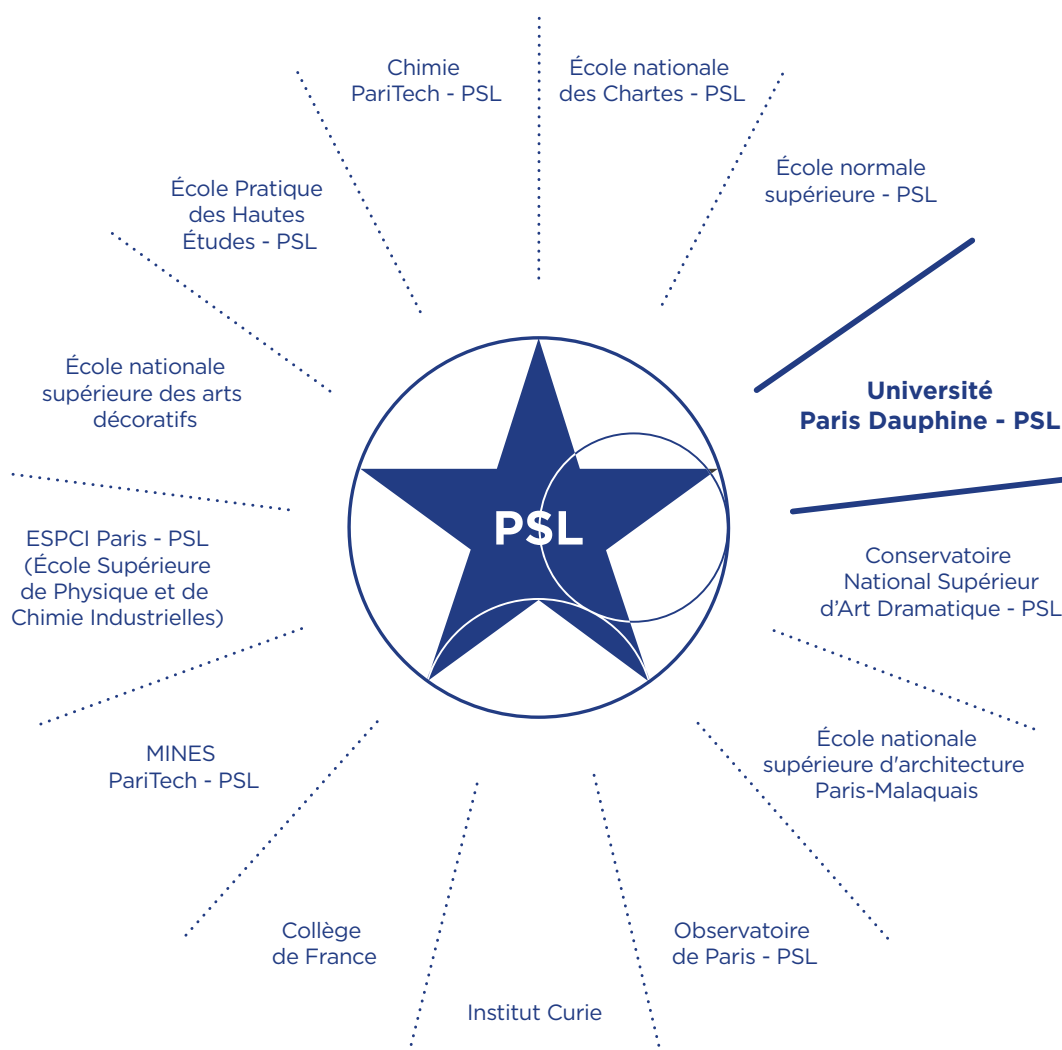 Chimie
PariTech - PSL
École nationale
des Chartes - PSL
École normale
supérieure - PSL
Université
Paris Dauphine - PSL
Conservatoire
National Supérieur
d’Art Dramatique - PSL
École nationale
supérieure d'architecture
Paris-Malaquais
Observatoire
de Paris - PSL
Institut Curie
Collège
de France
MINES
PariTech - PSL
ESPCI Paris - PSL
(École Supérieure
de Physique et de
Chimie Industrielles)
École nationale
supérieure des arts
décoratifs
École Pratique
des Hautes
Études - PSL
PSL